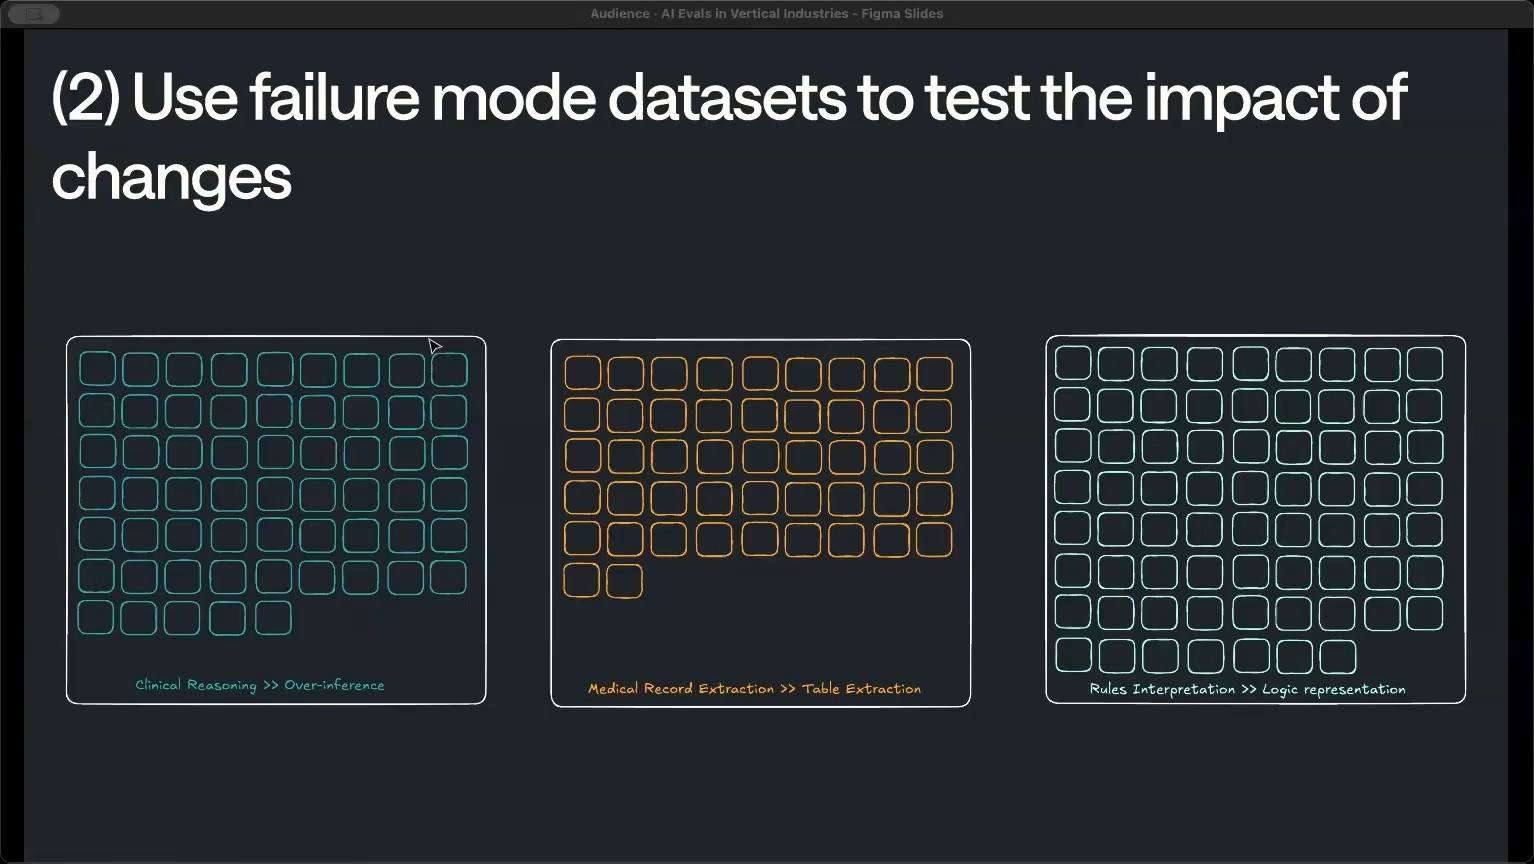 Audience · AI Evals in Vertical Industries - Figma Slides
(2) Use failure mode datasets to test the impact of
changes
Clinical Reasoning >> Over-inference
Medical Record Extraction >> Table Extraction
Rules Interpretation >> Logic representation